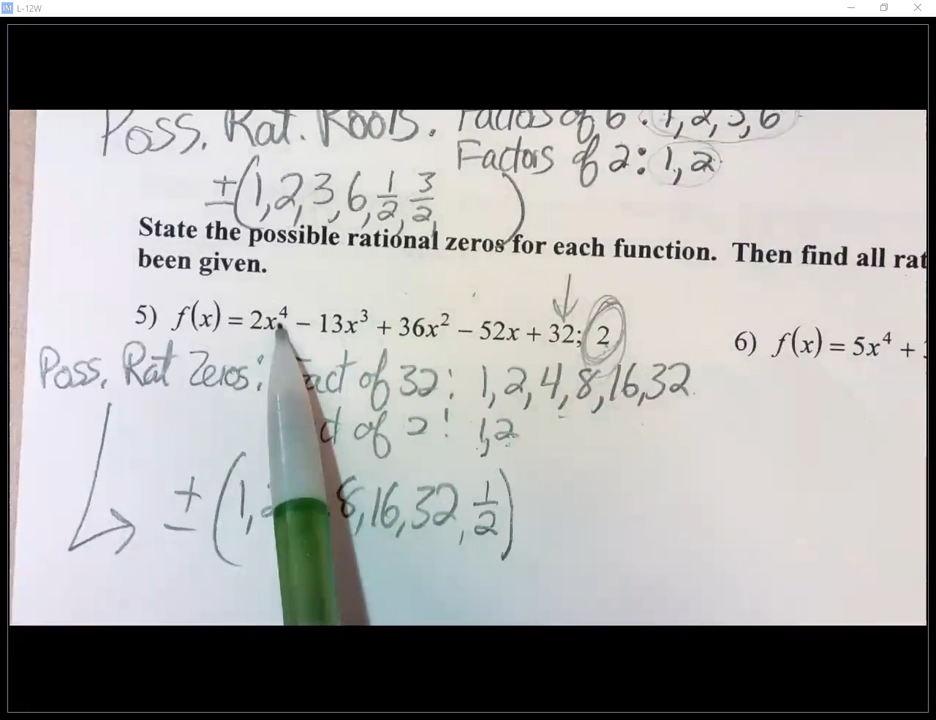 L-12W
Poss. Rat. Roots. Factors of 6: 1,2,3,6
Factors of 2: 1,2
±(1,2,3,6,1/2,3/2, )
State the possible rational zeros for each function. Then find all rat
been given.
5) f(x) = 2x⁴ − 13x³ + 36x² − 52x + 32; 2
6) f(x) = 5x⁴ +
Poss. Rat Zeros: Fact of 32: 1,2,4,8,16,32
of 2: 1,2
±(1, 8,16,32,1/2)